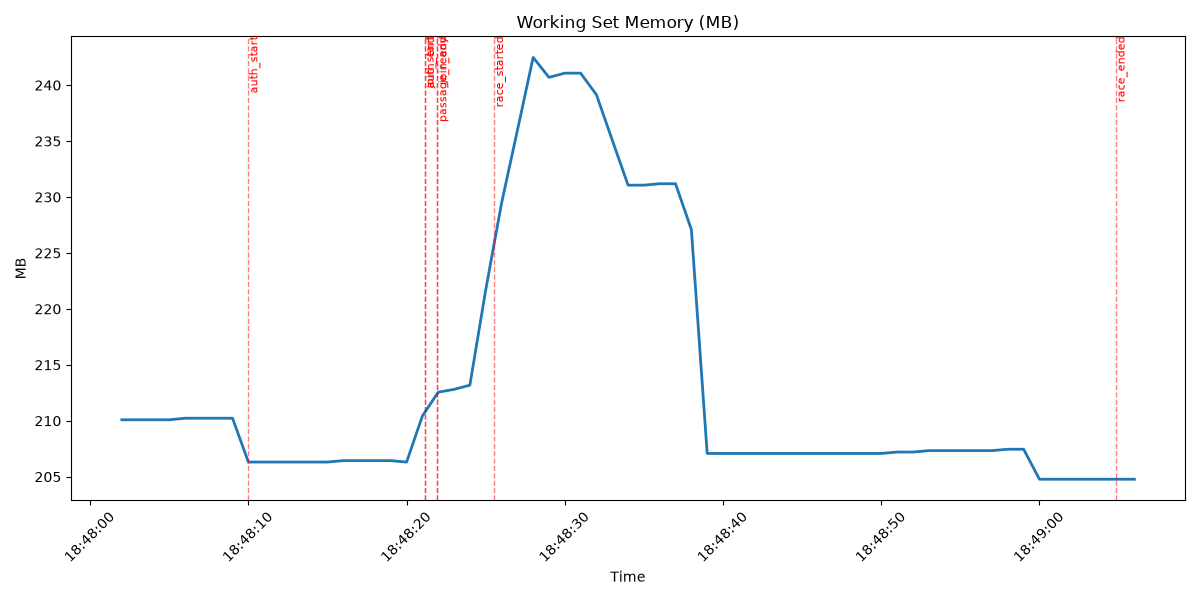 Working Set Memory (MB)
auth_start
passage_ready
race_started
race_ended
MB
240
235
230
225
220
215
210
205
18:48:00
18:48:10
18:48:20
18:48:30
18:48:40
18:48:50
18:49:00
Time